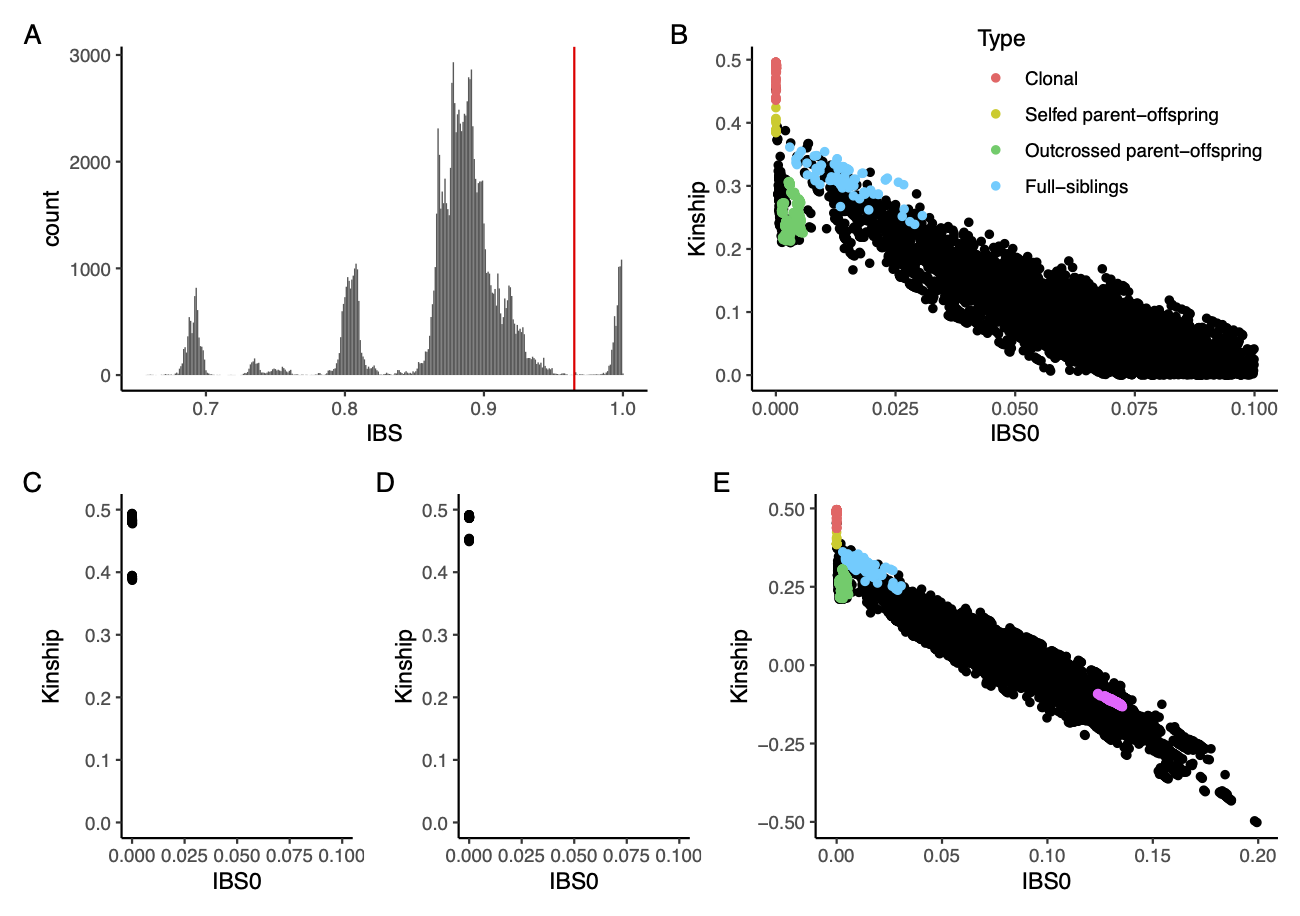 A
3000
2000
1000
0
count
0.7 0.8 0.9 1.0
IBS
B
Type
Clonal
Selfed parent−offspring
Outcrossed parent−offspring
Full−siblings
0.5
0.4
0.3
0.2
0.1
0.0
Kinship
0.000 0.025 0.050 0.075 0.100
IBS0
C
0.5
0.4
0.3
0.2
0.1
0.0
Kinship
0.000 0.025 0.050 0.075 0.100
IBS0
D
0.5
0.4
0.3
0.2
0.1
0.0
Kinship
0.000 0.025 0.050 0.075 0.100
IBS0
E
0.50
0.25
0.00
−0.25
−0.50
Kinship
0.00 0.05 0.10 0.15 0.20
IBS0